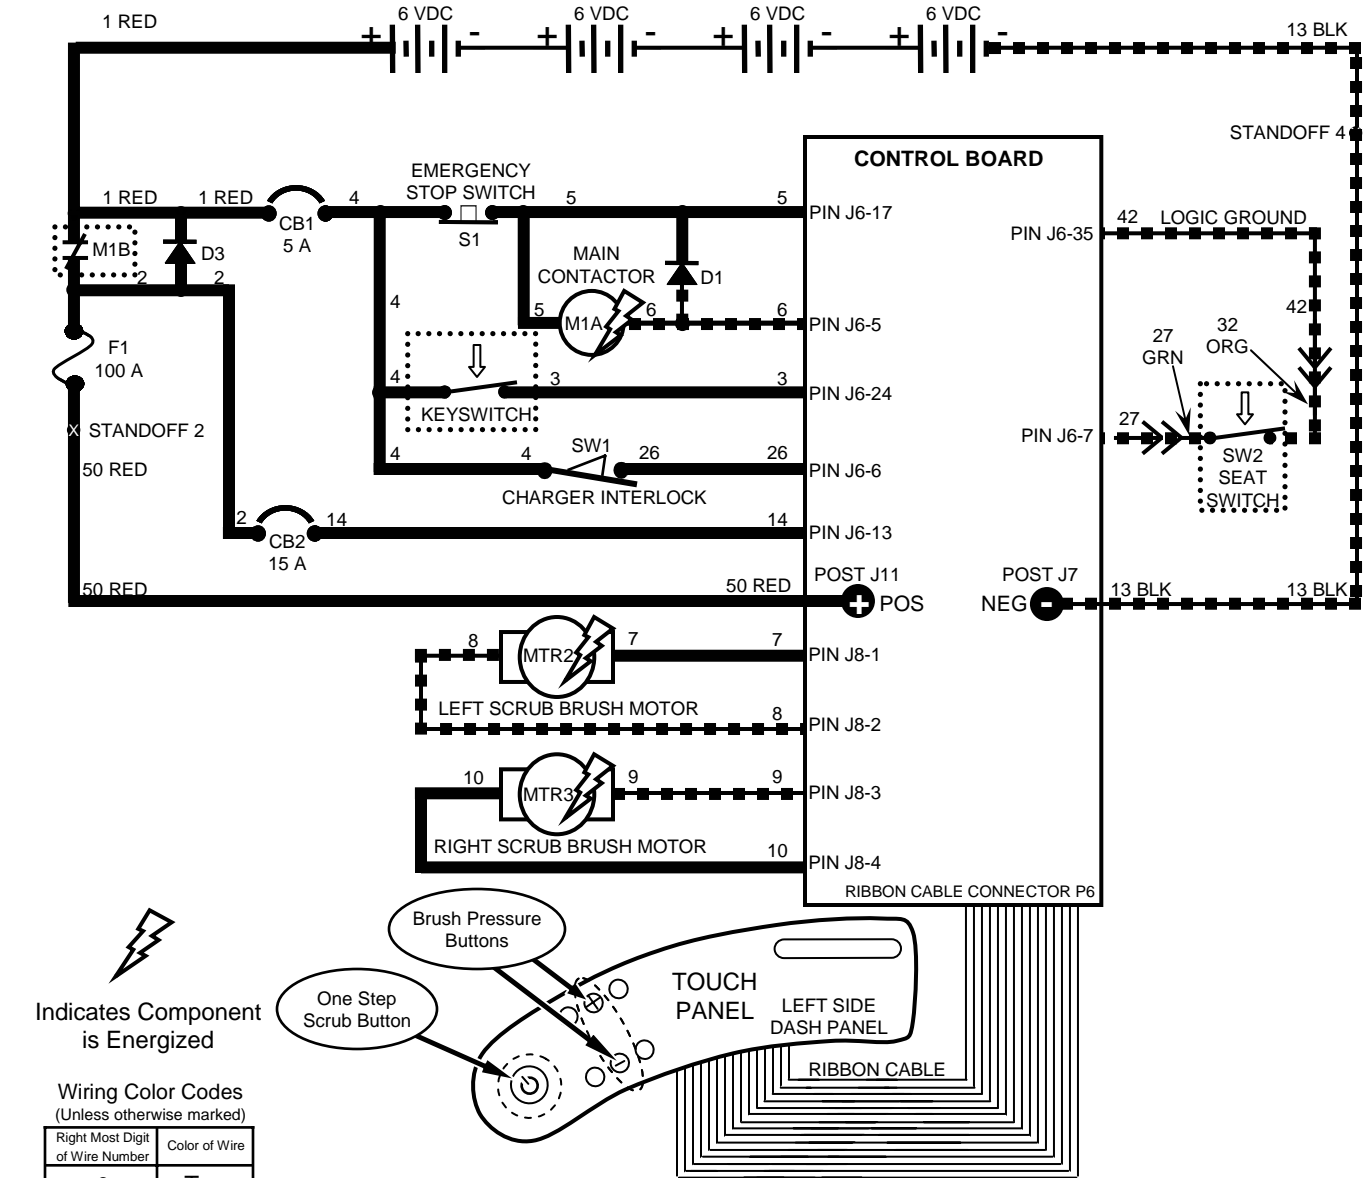 1 RED
6 VDC
6 VDC
6 VDC
6 VDC
13 BLK
+ -
+ -
+ -
+ -
STANDOFF 4
CONTROL BOARD
EMERGENCY
STOP SWITCH
S1
1 RED
1 RED
CB1
5 A
4
5
5
PIN J6-17
PIN J6-35
42
LOGIC GROUND
M1B
D3
2
2
MAIN
CONTACTOR
D1
4
5
M1A
6
6
PIN J6-5
42
27
GRN
32
ORG
F1
100 A
4
3
3
PIN J6-24
KEYSWITCH
X
STANDOFF 2
50 RED
4
4
SW1
26
26
PIN J6-6
CHARGER INTERLOCK
PIN J6-7
27
SW2
SEAT
SWITCH
2
14
CB2
15 A
14
PIN J6-13
50 RED
50 RED
POST J11
+
POS
POST J7
NEG
-
13 BLK
13 BLK
8
MTR2
7
7
PIN J8-1
LEFT SCRUB BRUSH MOTOR
8
PIN J8-2
10
MTR3
9
9
PIN J8-3
RIGHT SCRUB BRUSH MOTOR
10
PIN J8-4
RIBBON CABLE CONNECTOR P6
Brush Pressure
Buttons
One Step
Scrub Button
TOUCH
PANEL
LEFT SIDE
DASH PANEL
RIBBON CABLE
Indicates Component
is Energized
Wiring Color Codes
(Unless otherwise marked)
Right Most Digit
of Wire Number
Color of Wire